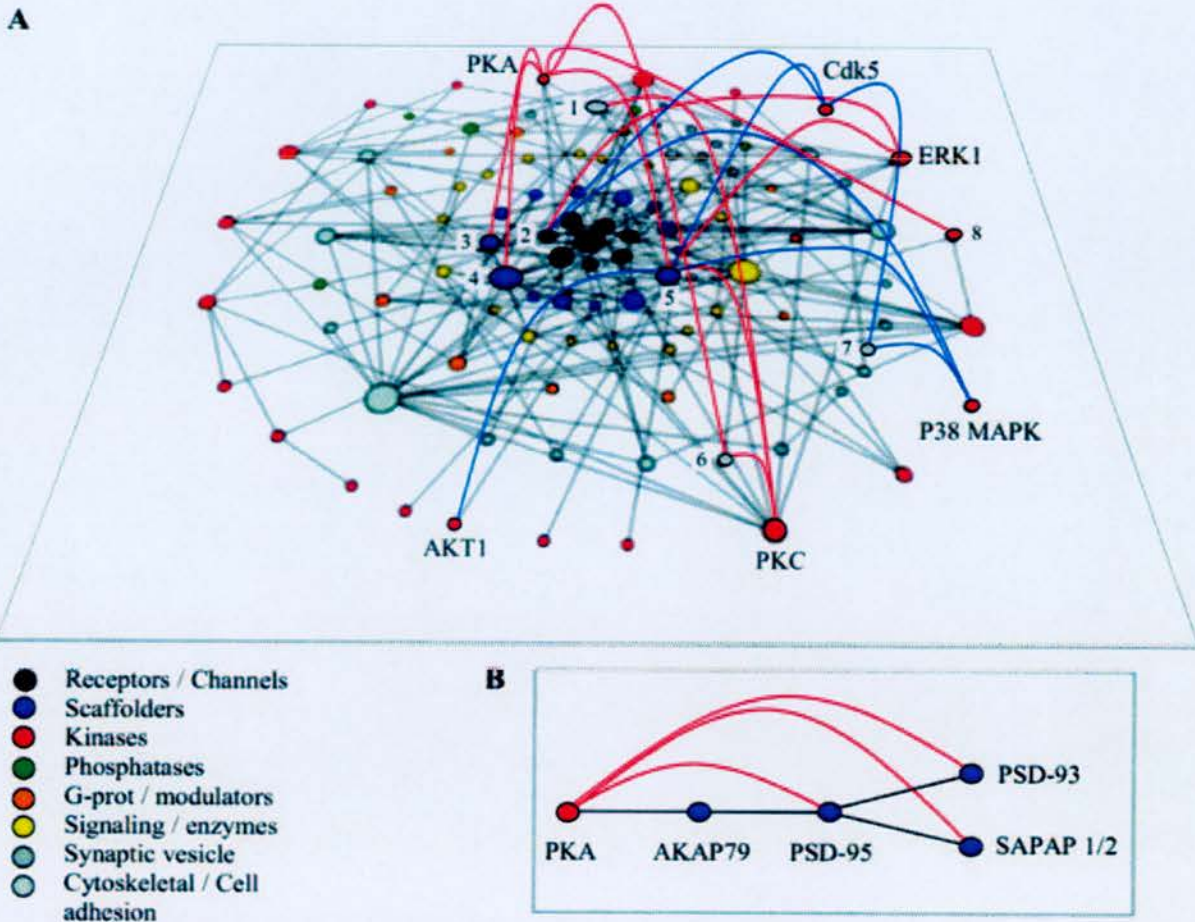 A
PKA
Cdk5
1
ERK1
2
3
8
4
5
7
P38 MAPK
6
AKT1
PKC
Receptors / Channels
Scaffolders
Kinases
Phosphatases
G-prot / modulators
Signaling / enzymes
Synaptic vesicle
Cytoskeletal / Cell
adhesion
B
PSD-93
PKA
AKAP79
PSD-95
SAPAP 1/2